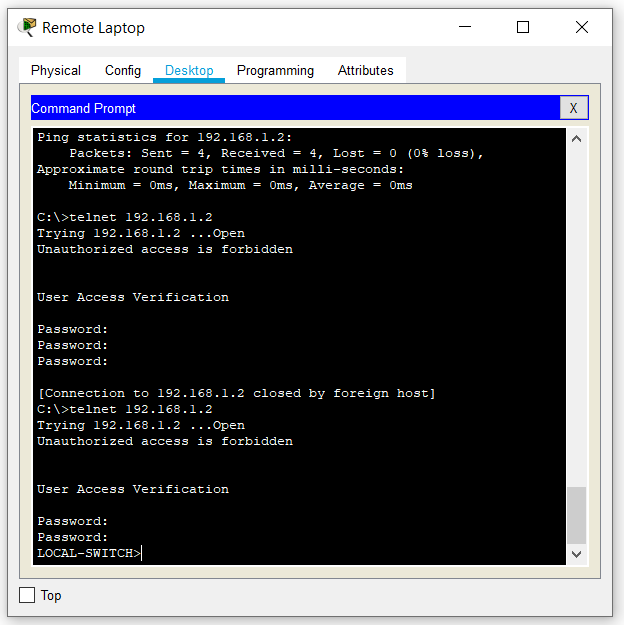 Remote Laptop
Physical Config Desktop Programming Attributes
Command Prompt
X
Ping statistics for 192.168.1.2:
    Packets: Sent = 4, Received = 4, Lost = 0 (0% loss),
Approximate round trip times in milli-seconds:
    Minimum = 0ms, Maximum = 0ms, Average = 0ms
C:\>telnet 192.168.1.2
Trying 192.168.1.2 ...Open
Unauthorized access is forbidden
User Access Verification
Password:
Password:
Password:
[Connection to 192.168.1.2 closed by foreign host]
C:\>telnet 192.168.1.2
Trying 192.168.1.2 ...Open
Unauthorized access is forbidden
User Access Verification
Password:
Password:
LOCAL-SWITCH>
Top